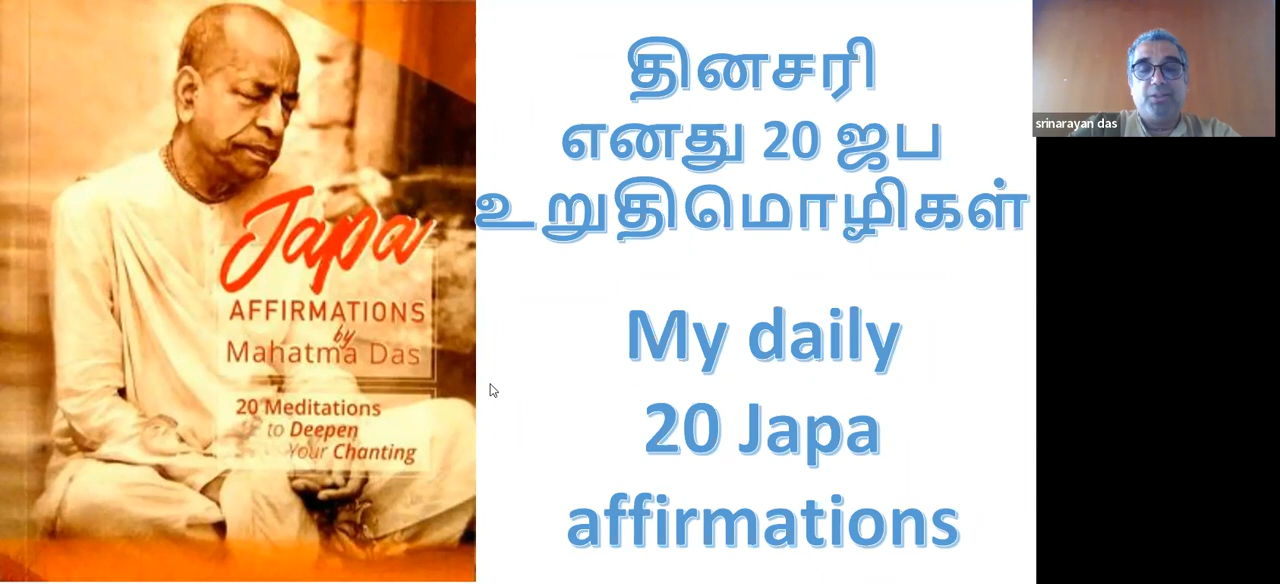 Japa
AFFIRMATIONS
by
Mahatma Das
20 Meditations
to Deepen
Your Chanting
தினசரி
எனது 20 ஜப
உறுதிமொழிகள்
My daily
20 Japa
affirmations
srinarayan das